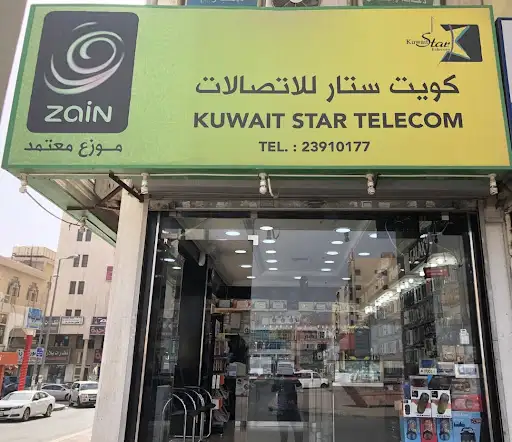 zain
موزع معتمد
Kuwait Star
كويت ستار للاتصالات
KUWAIT STAR TELECOM
TEL. : 23910177